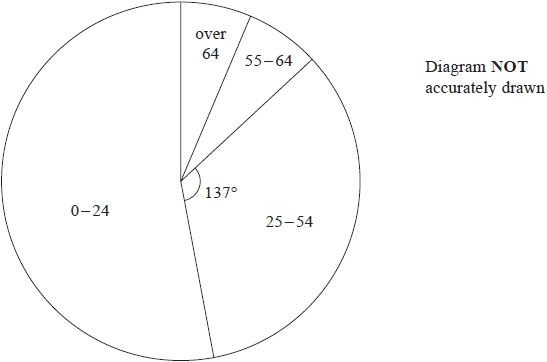 over
64
55–64
Diagram NOT
accurately drawn
137°
0–24
25–54